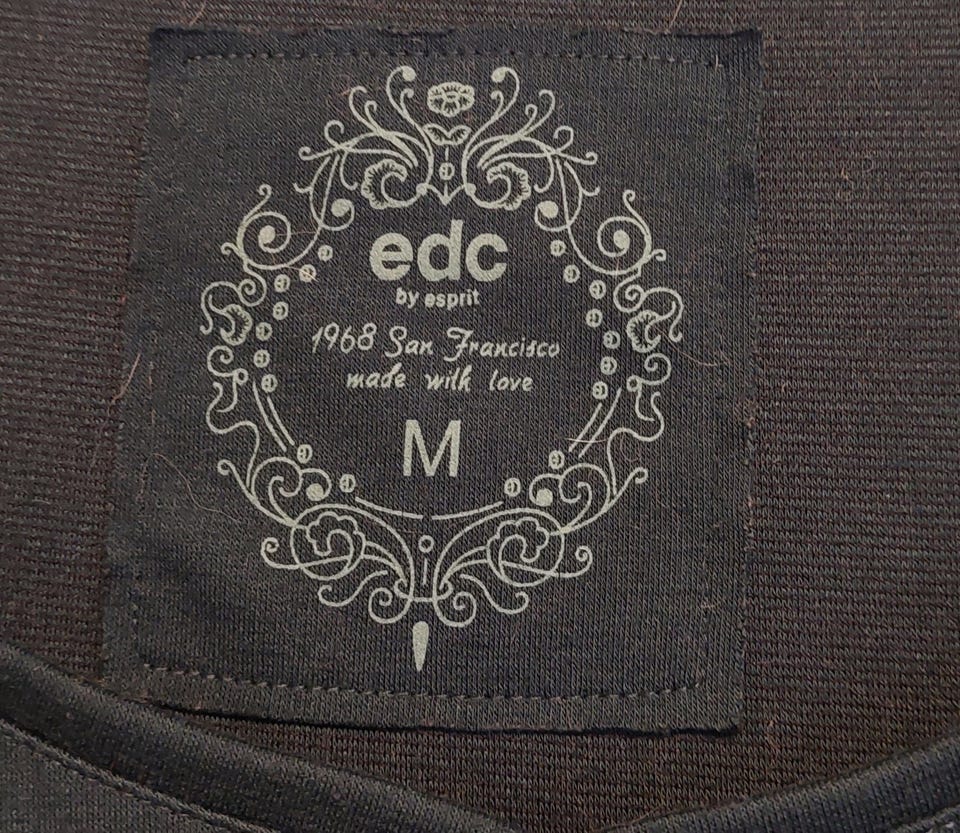 edc
by esprit
1968 San Francisco
made with love
M